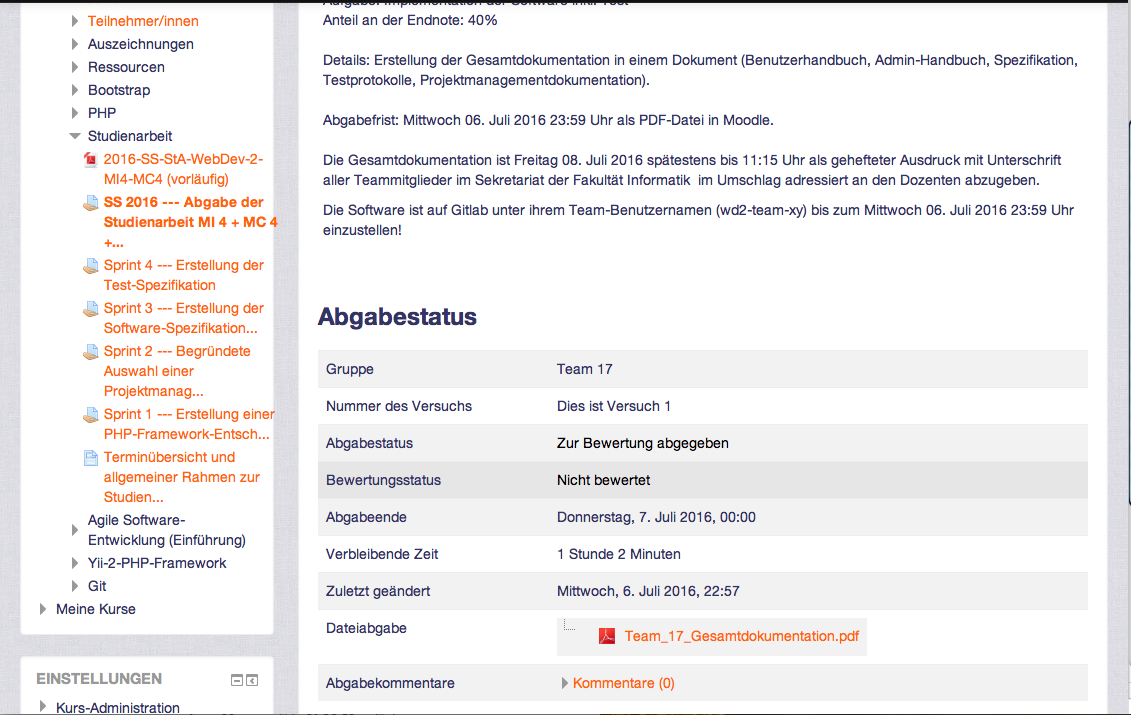 Teilnehmer/innen
Auszeichnungen
Ressourcen
Bootstrap
PHP
Studienarbeit
2016-SS-StA-WebDev-2-
MI4-MC4 (vorläufig)
SS 2016 --- Abgabe der
Studienarbeit MI 4 + MC 4
+...
Sprint 4 --- Erstellung der
Test-Spezifikation
Sprint 3 --- Erstellung der
Software-Spezifikation...
Sprint 2 --- Begründete
Auswahl einer
Projektmanag...
Sprint 1 --- Erstellung einer
PHP-Framework-Entsch...
Terminübersicht und
allgemeiner Rahmen zur
Studien...
Agile Software-
Entwicklung (Einführung)
Yii-2-PHP-Framework
Git
Meine Kurse
EINSTELLUNGEN
Kurs-Administration
Anteil an der Endnote: 40%
Details: Erstellung der Gesamtdokumentation in einem Dokument (Benutzerhandbuch, Admin-Handbuch, Spezifikation,
Testprotokolle, Projektmanagementdokumentation).
Abgabefrist: Mittwoch 06. Juli 2016 23:59 Uhr als PDF-Datei in Moodle.
Die Gesamtdokumentation ist Freitag 08. Juli 2016 spätestens bis 11:15 Uhr als gehefteter Ausdruck mit Unterschrift
aller Teammitglieder im Sekretariat der Fakultät Informatik im Umschlag adressiert an den Dozenten abzugeben.
Die Software ist auf Gitlab unter ihrem Team-Benutzernamen (wd2-team-xy) bis zum Mittwoch 06. Juli 2016 23:59 Uhr
einzustellen!
Abgabestatus
Gruppe Team 17
Nummer des Versuchs Dies ist Versuch 1
Abgabestatus Zur Bewertung abgegeben
Bewertungsstatus Nicht bewertet
Abgabeende Donnerstag, 7. Juli 2016, 00:00
Verbleibende Zeit 1 Stunde 2 Minuten
Zuletzt geändert Mittwoch, 6. Juli 2016, 22:57
Dateiabgabe Team_17_Gesamtdokumentation.pdf
Abgabekommentare Kommentare (0)